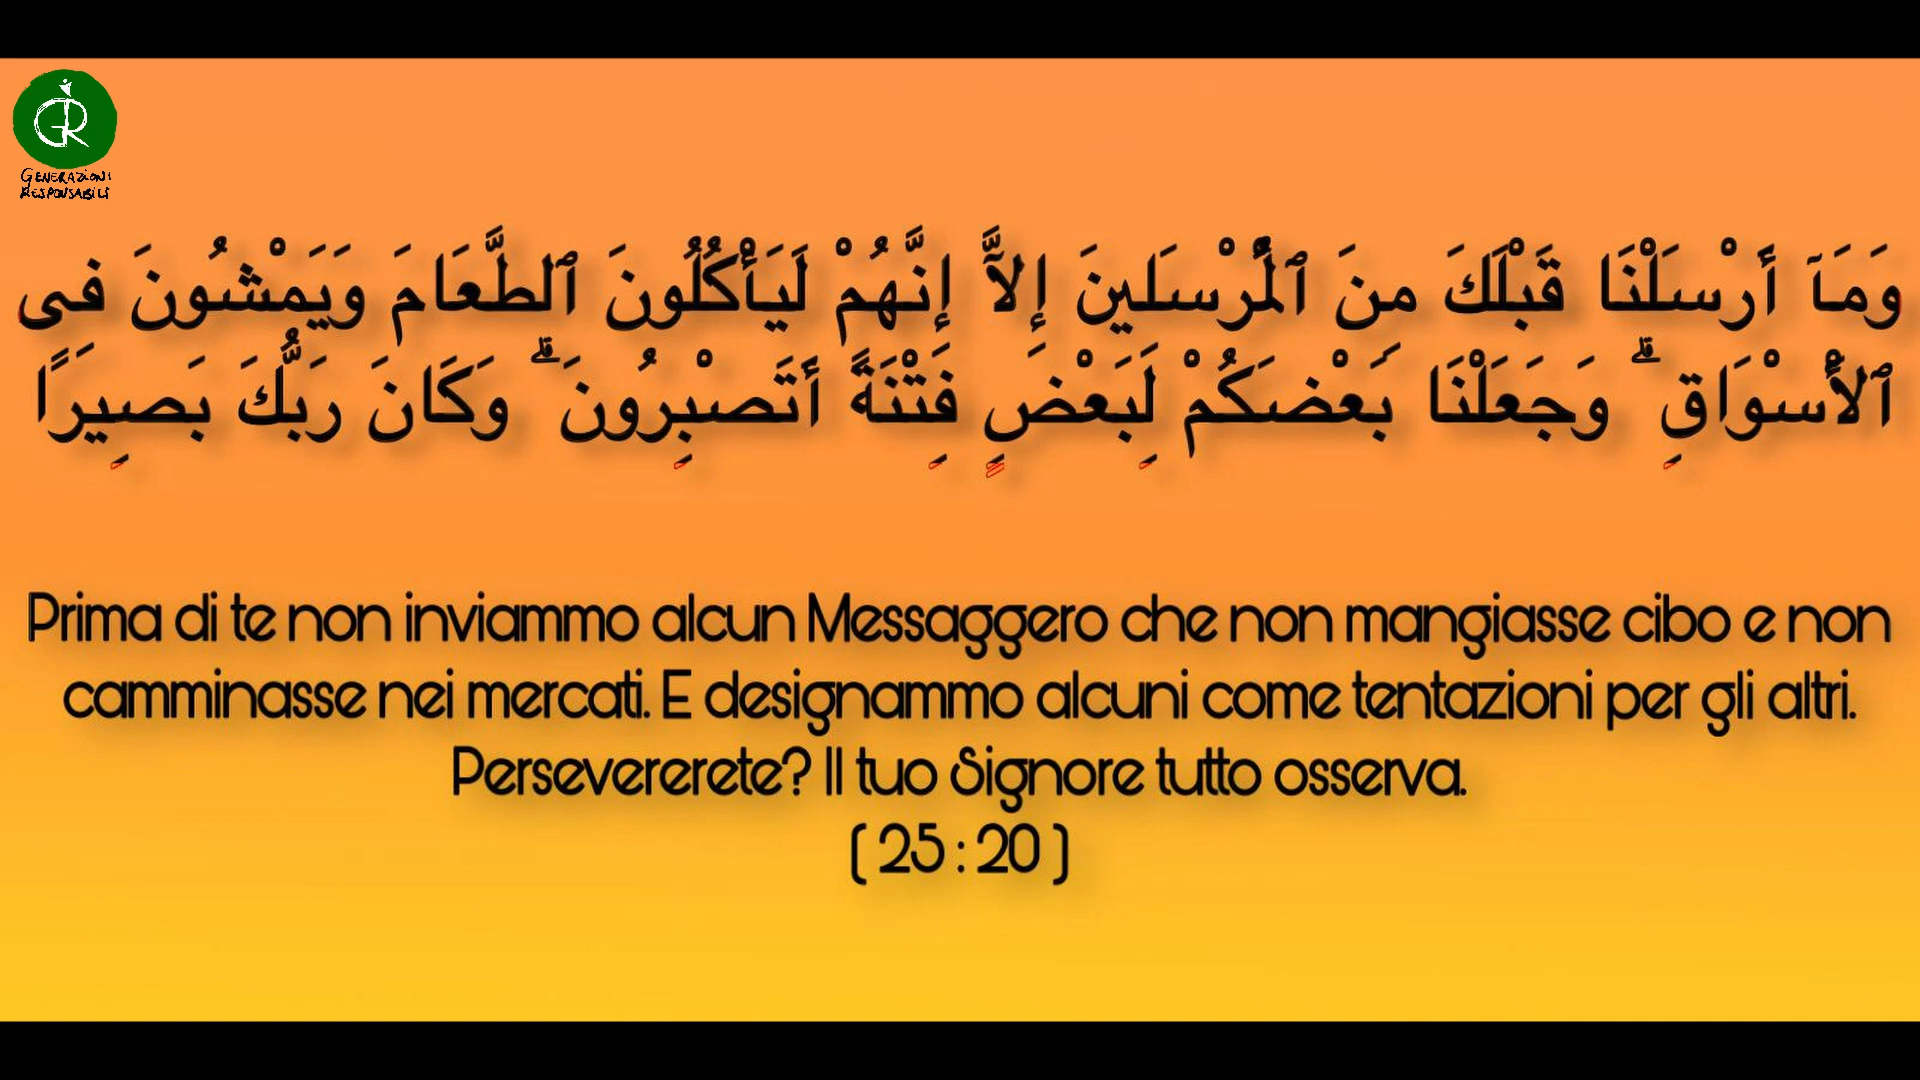 GENERAZIONI
RESPONSABILI
وَمَآ أَرْسَلْنَا قَبْلَكَ مِنَ ٱلْمُرْسَلِينَ إِلَّآ إِنَّهُمْ لَيَأْكُلُونَ ٱلطَّعَامَ وَيَمْشُونَ فِى
ٱلْأَسْوَاقِ ۗ وَجَعَلْنَا بَعْضَكُمْ لِبَعْضٍ فِتْنَةً أَتَصْبِرُونَ ۗ وَكَانَ رَبُّكَ بَصِيرًا
Prima di te non inviammo alcun Messaggero che non mangiasse cibo e non
camminasse nei mercati. E designammo alcuni come tentazioni per gli altri.
Persevererete? Il tuo Signore tutto osserva.
( 25 : 20 )